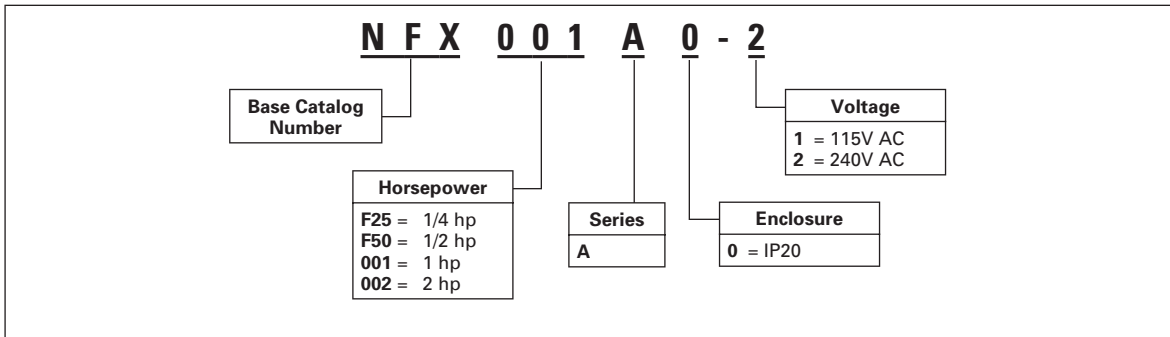 N F X 0 0 1 A 0 - 2
Base Catalog
Number
Horsepower
F25 = 1/4 hp
F50 = 1/2 hp
001 = 1 hp
002 = 2 hp
Series
A
Enclosure
0 = IP20
Voltage
1 = 115V AC
2 = 240V AC